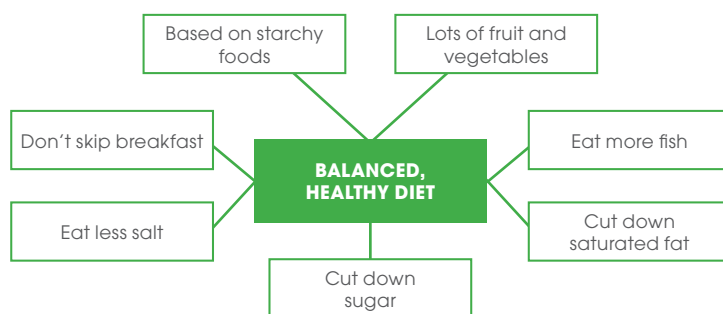 Based on starchy
foods
Lots of fruit and
vegetables
Don't skip breakfast
BALANCED,
HEALTHY DIET
Eat more fish
Eat less salt
Cut down
saturated fat
Cut down
sugar